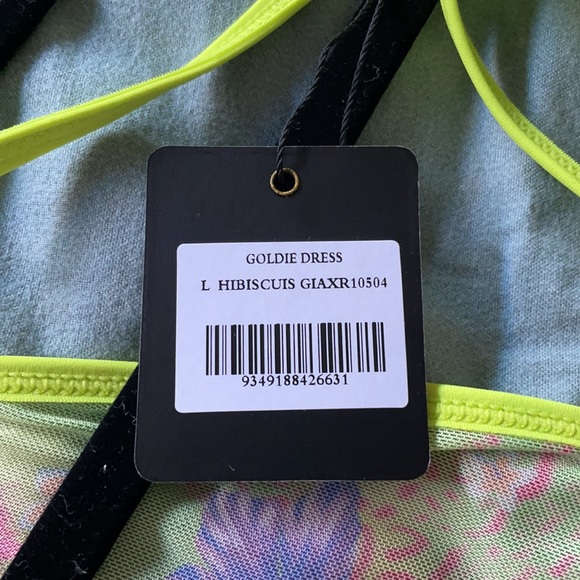 GOLDIE DRESS
L HIBISCUIS GIAXR10504
9349188426631